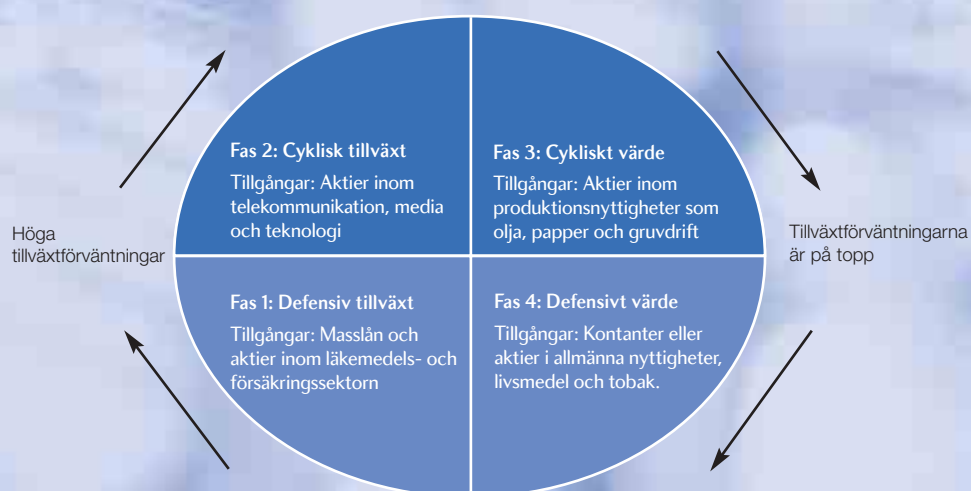 Fas 2: Cyklisk tillväxt
Tillgångar: Aktier inom
telekommunikation, media
och teknologi
Fas 3: Cykliskt värde
Tillgångar: Aktier inom
produktionsnyttigheter som
olja, papper och gruvdrift
Höga
tillväxtförväntningar
Tillväxtförväntningarna
är på topp
Fas 1: Defensiv tillväxt
Tillgångar: Masslån och
aktier inom läkemedels- och
försäkringssektorn
Fas 4: Defensivt värde
Tillgångar: Kontanter eller
aktier i allmänna nyttigheter,
livsmedel och tobak.